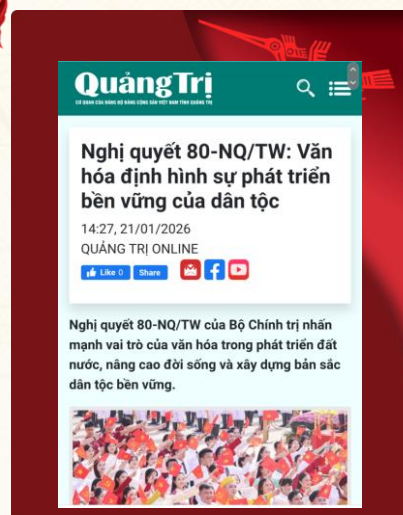 QuảngTrị
CƠ QUAN CỦA ĐẢNG BỘ ĐẢNG CỘNG SẢN VIỆT NAM TỈNH QUẢNG TRỊ
Nghị quyết 80-NQ/TW: Văn
hóa định hình sự phát triển
bền vững của dân tộc
14:27, 21/01/2026
QUẢNG TRỊ ONLINE
Like 0 Share
Nghị quyết 80-NQ/TW của Bộ Chính trị nhấn
mạnh vai trò của văn hóa trong phát triển đất
nước, nâng cao đời sống và xây dựng bản sắc
dân tộc bền vững.